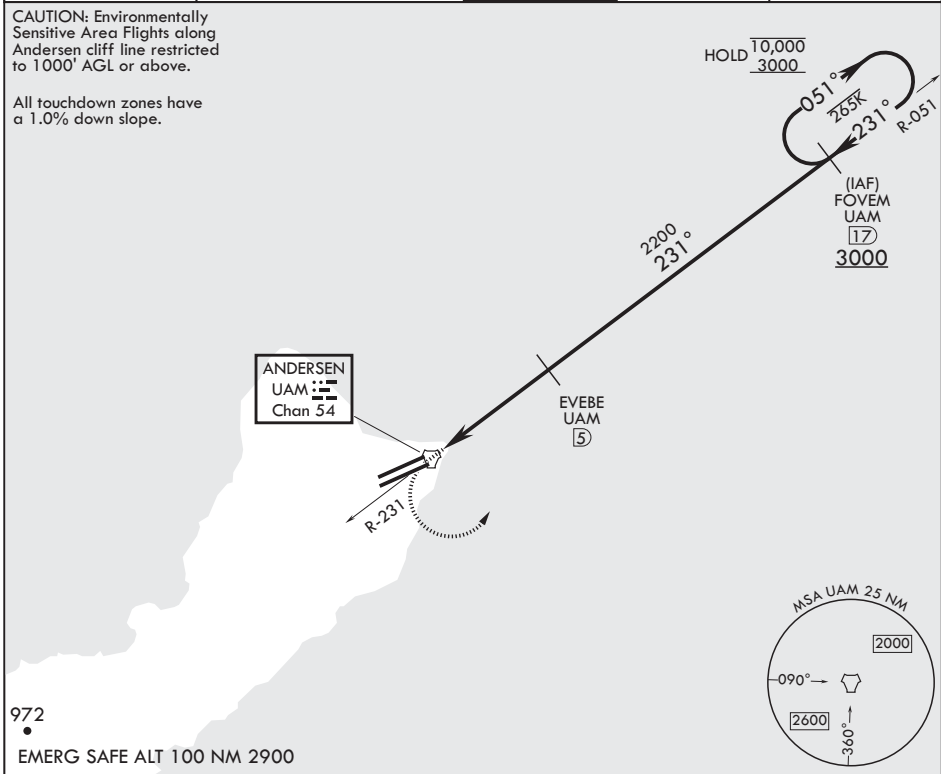 CAUTION: Environmentally
Sensitive Area Flights along
Andersen cliff line restricted
to 1000' AGL or above.
All touchdown zones have
a 1.0% down slope.
HOLD 10,000
3000
051°
265K
231°
R-051
(IAF)
FOVEM
UAM
17
3000
2200
231°
ANDERSEN
UAM
Chan 54
EVEBE
UAM
5
R-231
MSA UAM 25 NM
2000
090°
2600
360°
972
EMERG SAFE ALT 100 NM 2900